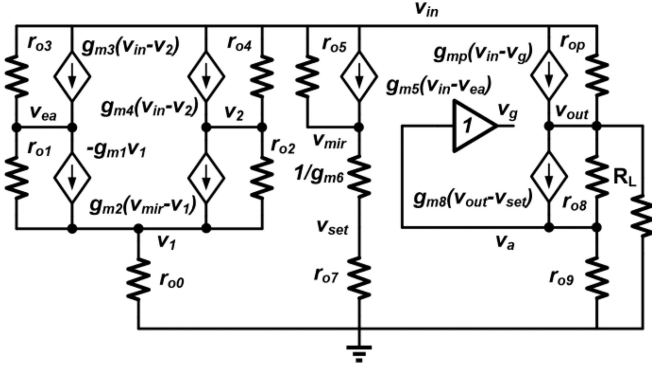 v_in
r_o3
g_m3(v_in-v_2)
r_o4
r_o5
g_mp(v_in-v_g)
r_op
g_m4(v_in-v_2)
g_m5(v_in-v_ea)
v_ea
v_2
v_g
v_out
1
v_mir
r_o1
-g_m1v_1
r_o2
1/g_m6
R_L
g_m2(v_mir-v_1)
g_m8(v_out-v_set)
r_o8
v_set
v_1
v_a
r_o0
r_o7
r_o9